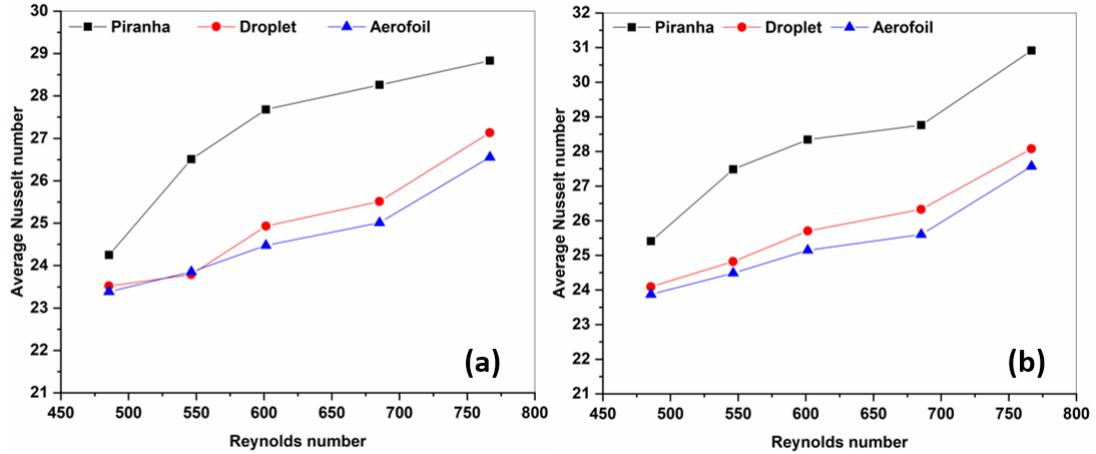 Piranha Droplet Aerofoil
30
29
28
27
26
25
24
23
22
21
Average Nusselt number
(a)
450 500 550 600 650 700 750 800
Reynolds number
Piranha Droplet Aerofoil
32
31
30
29
28
27
26
25
24
23
22
21
Average Nusselt number
(b)
450 500 550 600 650 700 750 800
Reynolds number